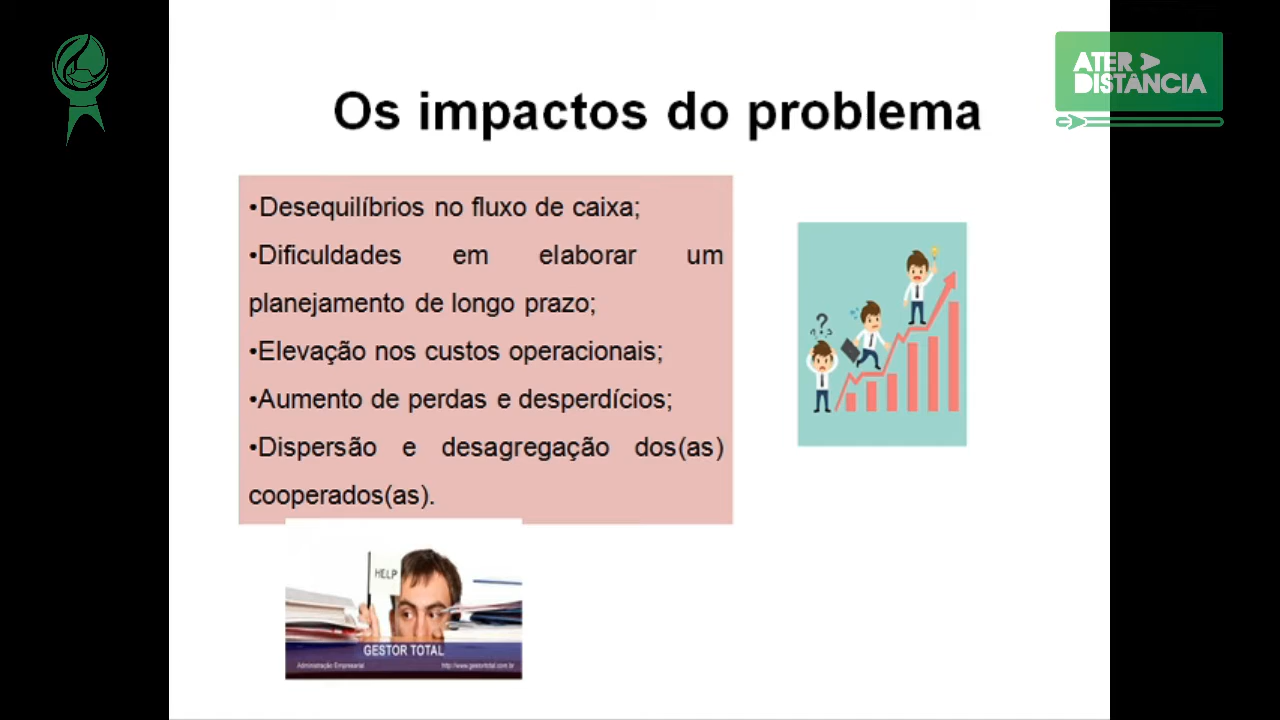 ATER
DISTÂNCIA
Os impactos do problema
•Desequilíbrios no fluxo de caixa;
•Dificuldades em elaborar um
planejamento de longo prazo;
•Elevação nos custos operacionais;
•Aumento de perdas e desperdícios;
•Dispersão e desagregação dos(as)
cooperados(as).
?
HELP
GESTOR TOTAL
Administração Empresarial http://www.gestortotal.com.br